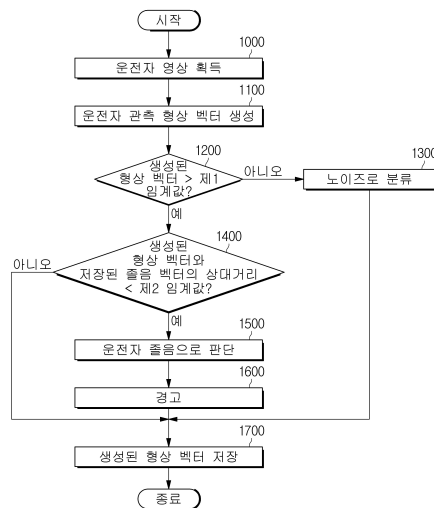 시작
1000
운전자 영상 획득
1100
운전자 관측 형상 벡터 생성
1200
생성된
형상 벡터 > 제1
임계값?
아니오
1300
노이즈로 분류
예
1400
생성된
형상 벡터와
저장된 졸음 벡터의 상대거리
< 제2 임계값?
아니오
예
1500
운전자 졸음으로 판단
1600
경고
1700
생성된 형상 벡터 저장
종료